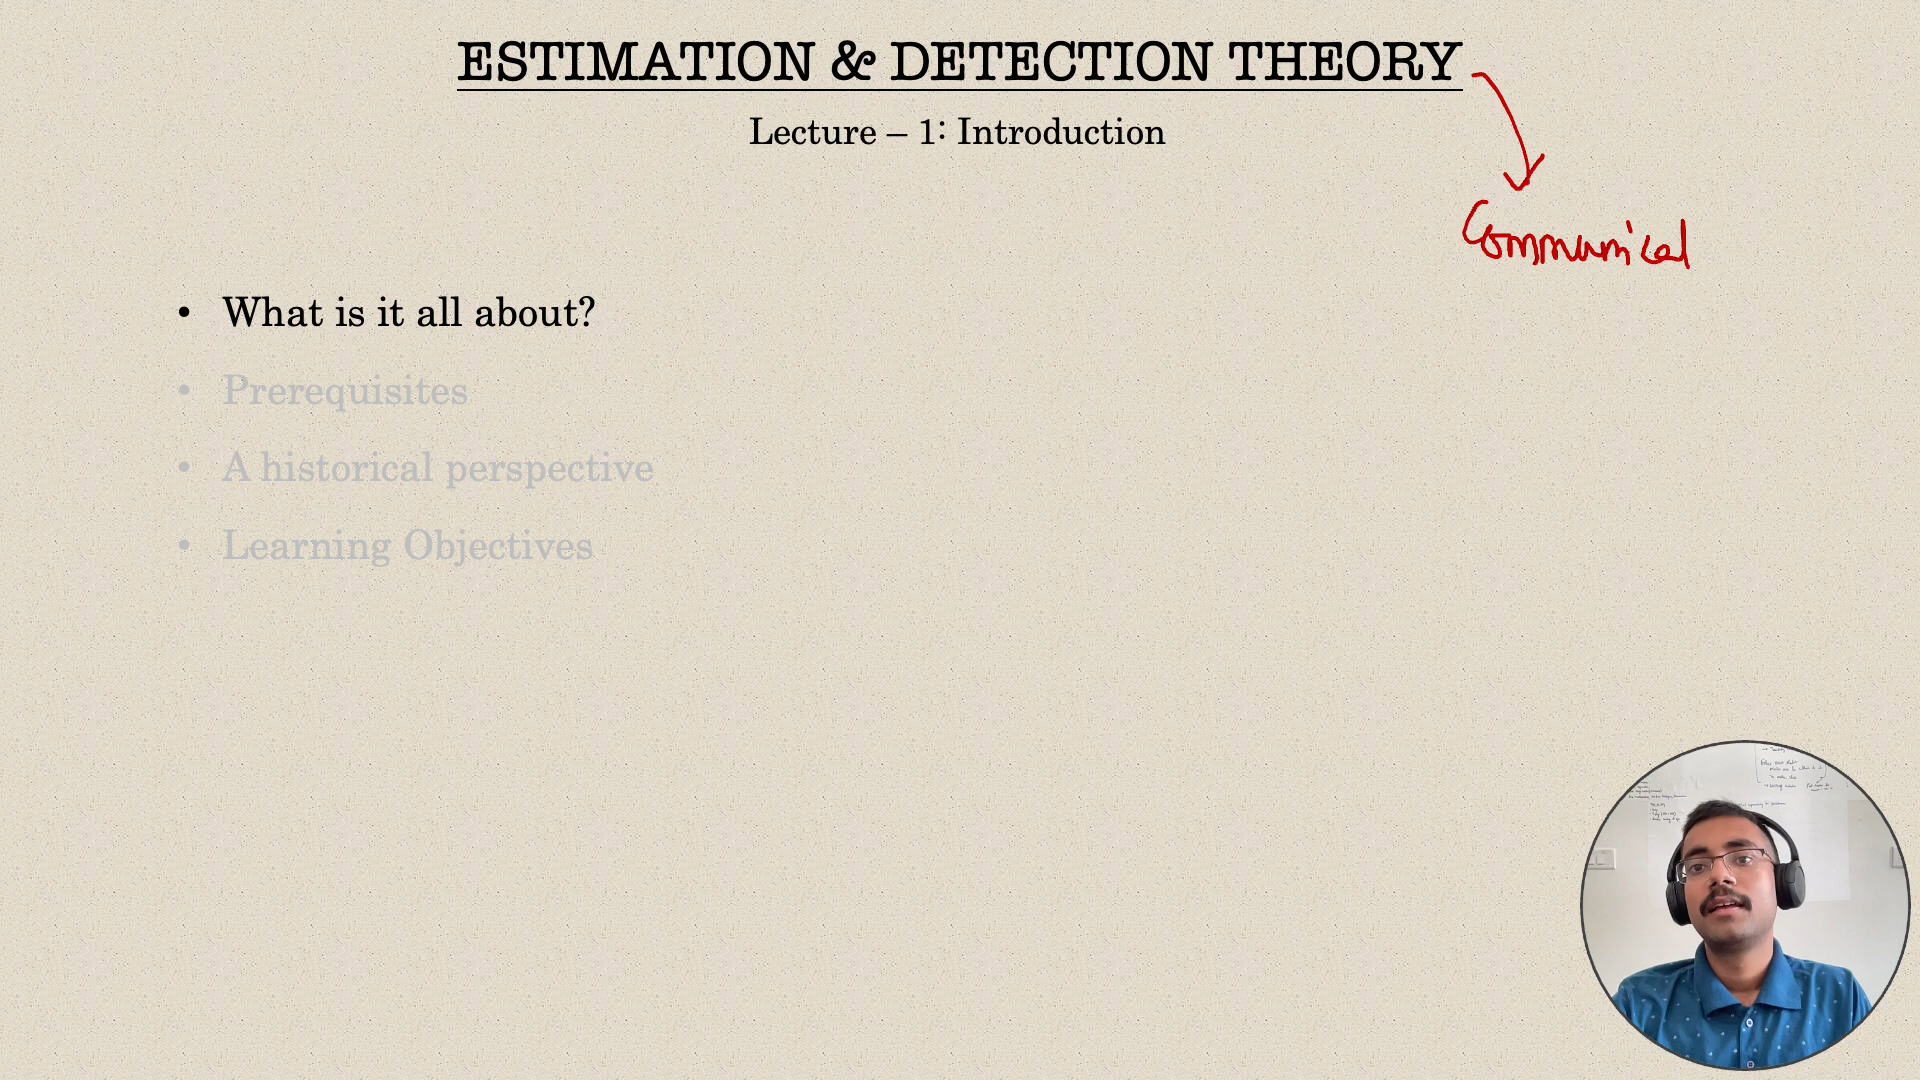 ESTIMATION & DETECTION THEORY
Lecture – 1: Introduction
Communical
• What is it all about?
• Prerequisites
• A historical perspective
• Learning Objectives